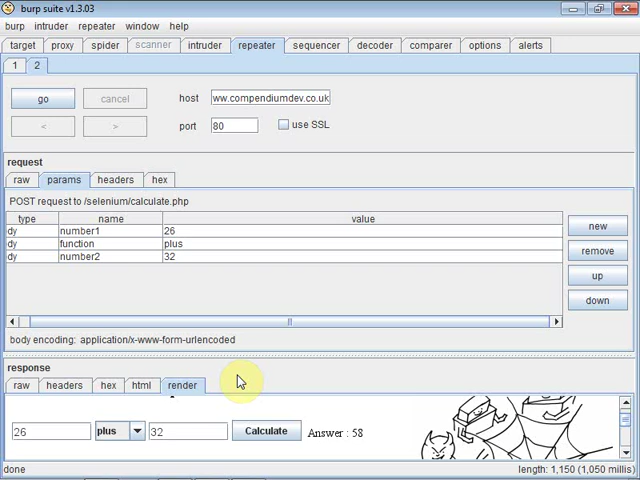 burp suite v1.3.03
burp intruder repeater window help
target proxy spider scanner intruder repeater sequencer decoder comparer options alerts
1 2
go cancel host ww.compendiumdev.co.uk
< > port 80 use SSL
request
raw params headers hex
POST request to /selenium/calculate.php
type name value
dy number1 26
dy function plus
dy number2 32
new
remove
up
down
body encoding: application/x-www-form-urlencoded
response
raw headers hex html render
26 plus 32 Calculate Answer : 58
done length: 1,150 (1,050 millis)